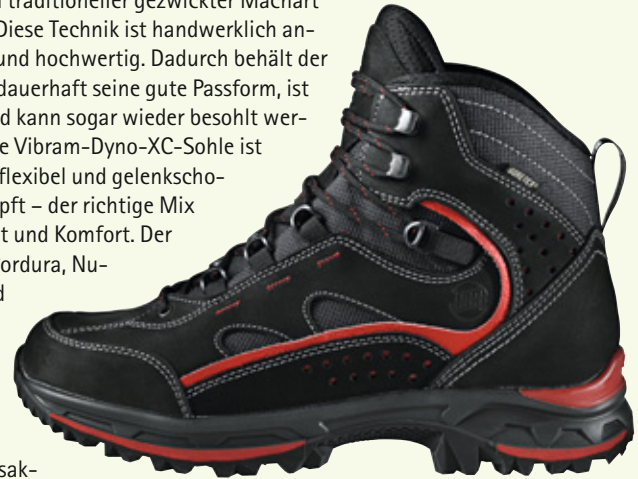 traditioneller gezwickter Machart
Diese Technik ist handwerklich an-
und hochwertig. Dadurch behält der
dauerhaft seine gute Passform, ist
d kann sogar wieder besohlt wer-
e Vibram-Dyno-XC-Sohle ist
flexibel und gelenkscho-
pft – der richtige Mix
t und Komfort. Der
ordura, Nu-
d
sak-